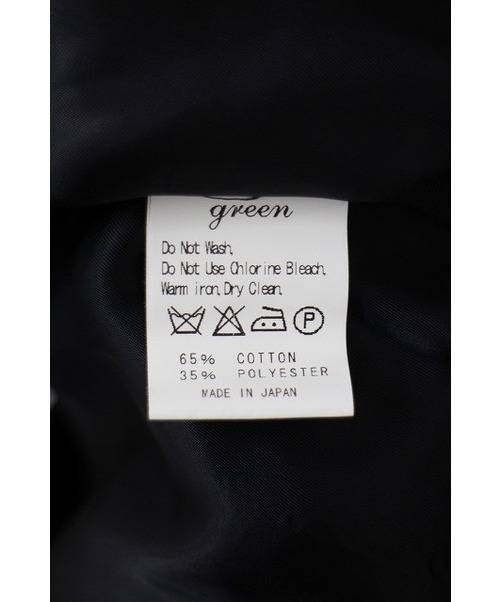 green
Do Not Wash.
Do Not Use Chlorine Bleach.
Warm iron. Dry Clean.
P
65% COTTON
35% POLYESTER
MADE IN JAPAN